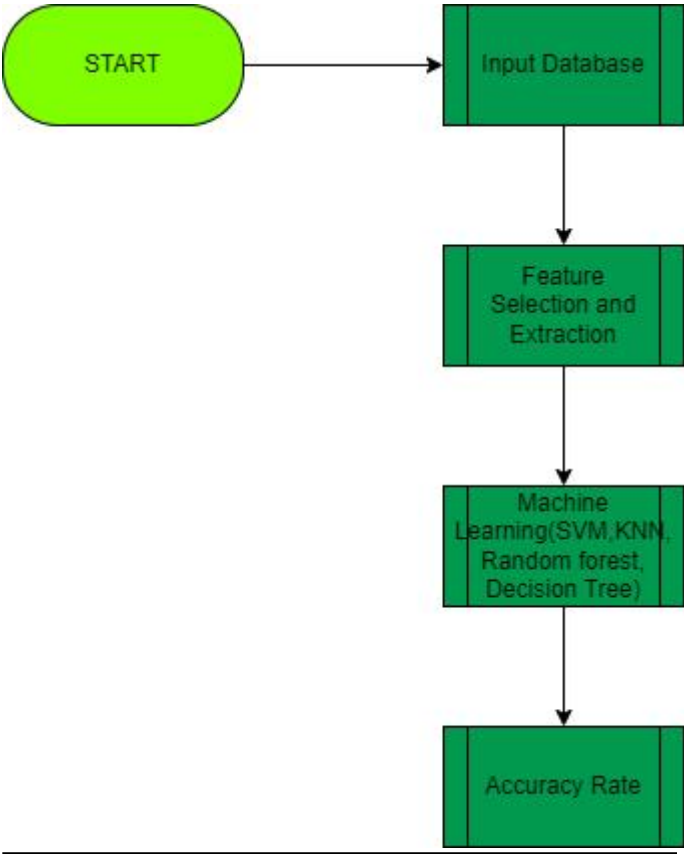 START
Input Database
Feature
Selection and
Extraction
Machine
Learning(SVM,KNN,
Random forest,
Decision Tree)
Accuracy Rate